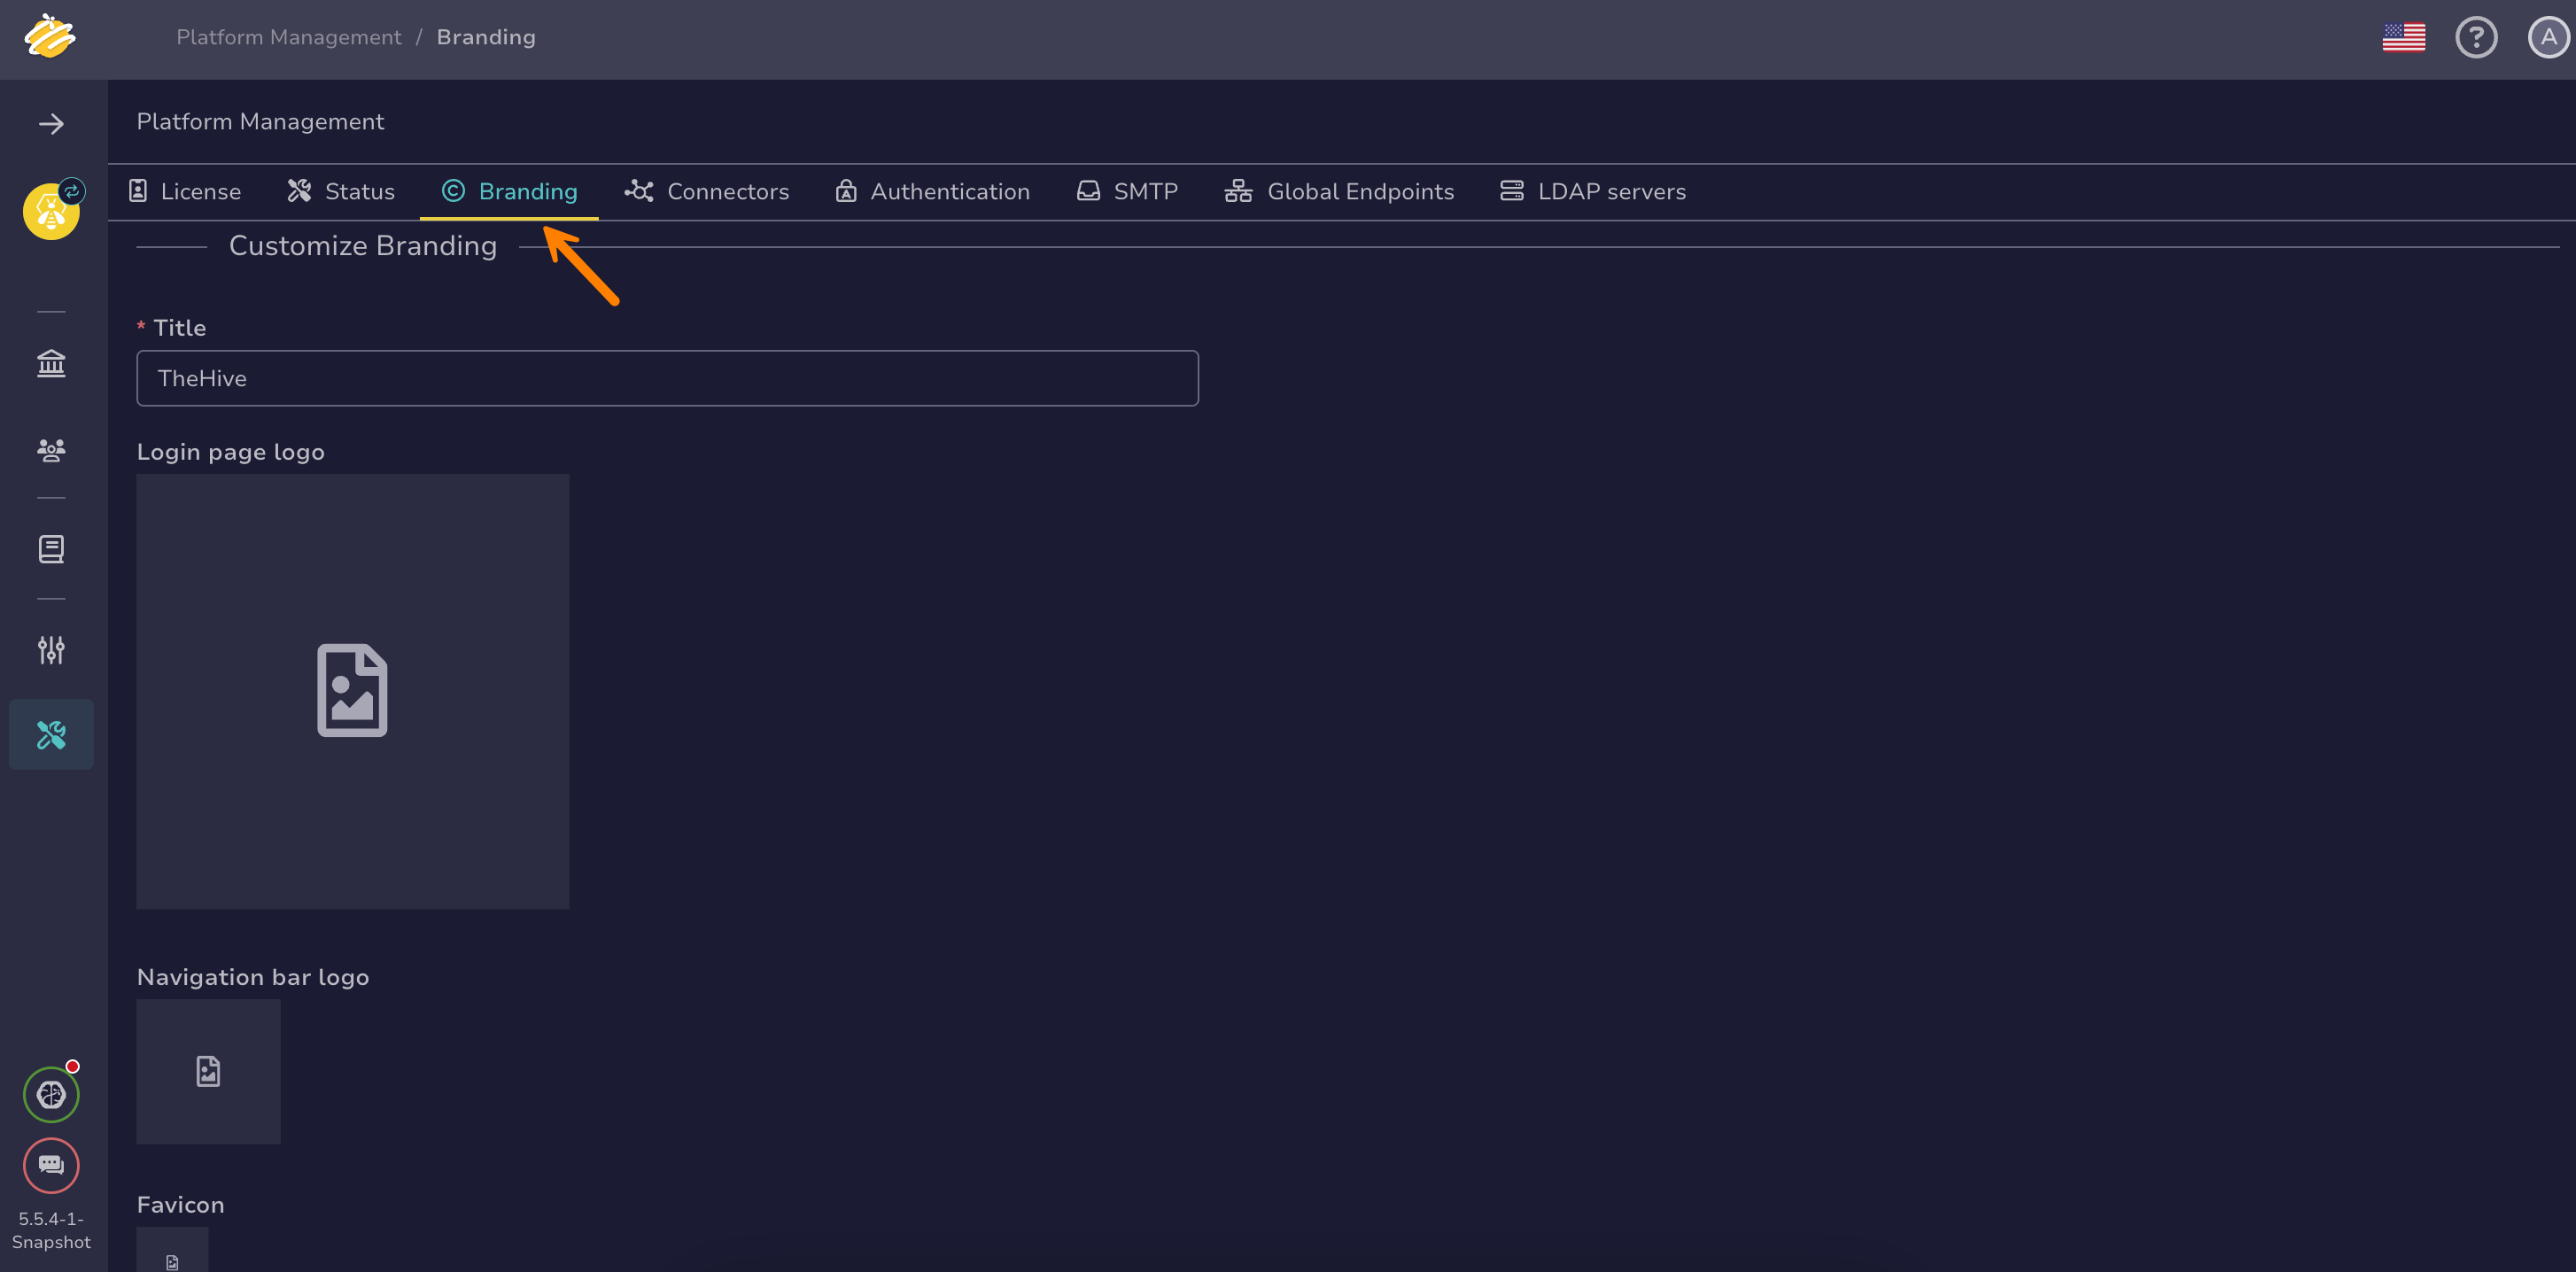 Platform Management / Branding
?
A
Platform Management
License
Status
Branding
Connectors
Authentication
SMTP
Global Endpoints
LDAP servers
Customize Branding
* Title
TheHive
Login page logo
Navigation bar logo
Favicon
5.5.4-1-
Snapshot